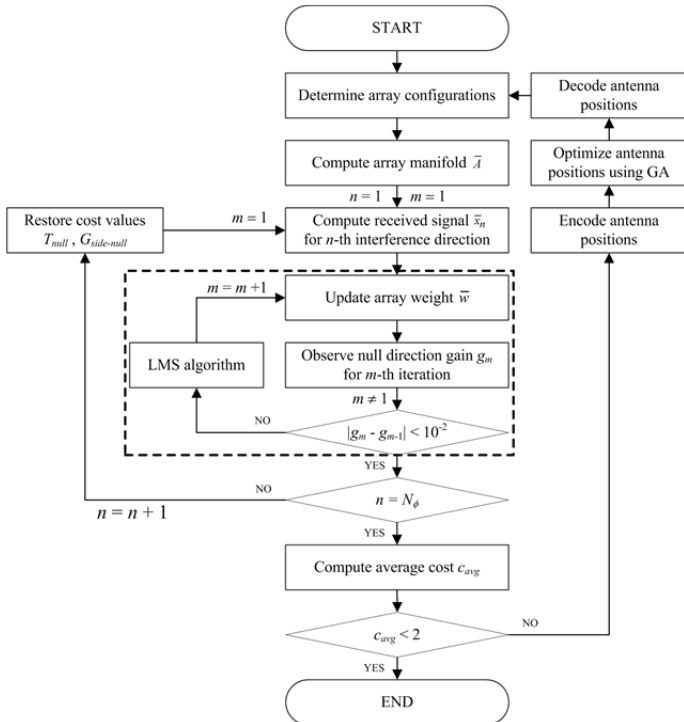 START
Determine array configurations
Decode antenna
positions
Compute array manifold A̅
Optimize antenna
positions using GA
n = 1
m = 1
Restore cost values
T_null , G_side-null
m = 1
Compute received signal x̅_n
for n-th interference direction
Encode antenna
positions
m = m +1
Update array weight w̅
LMS algorithm
Observe null direction gain g_m
for m-th iteration
m ≠ 1
NO
|g_m - g_m-1| < 10^-2
YES
NO
n = N_ϕ
n = n + 1
YES
Compute average cost c_avg
c_avg < 2
NO
YES
END